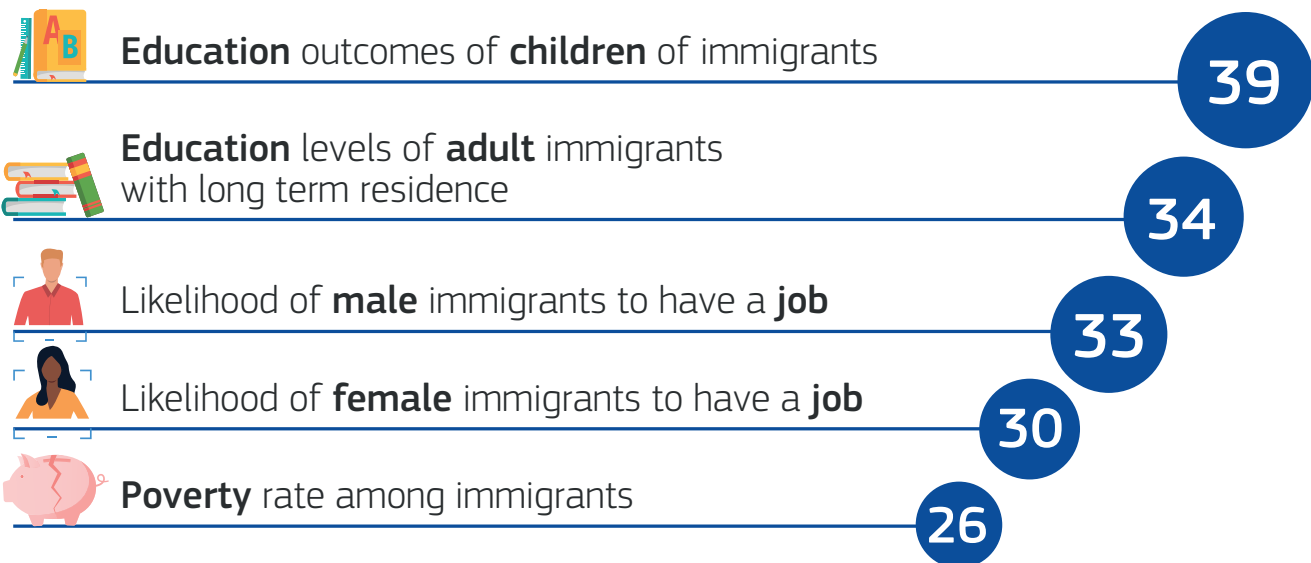 A
B
Education outcomes of children of immigrants
39
Education levels of adult immigrants
with long term residence
34
Likelihood of male immigrants to have a job
33
Likelihood of female immigrants to have a job
30
Poverty rate among immigrants
26